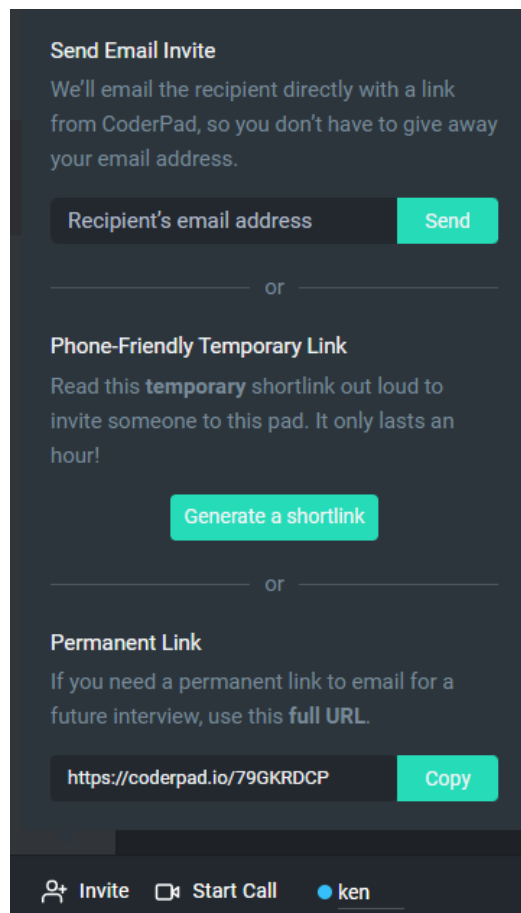 Send Email Invite
We’ll email the recipient directly with a link
from CoderPad, so you don’t have to give away
your email address.
Recipient’s email address
Send
or
Phone-Friendly Temporary Link
Read this temporary shortlink out loud to
invite someone to this pad. It only lasts an
hour!
Generate a shortlink
or
Permanent Link
If you need a permanent link to email for a
future interview, use this full URL.
https://coderpad.io/79GKRDCP
Copy
Invite
Start Call
ken